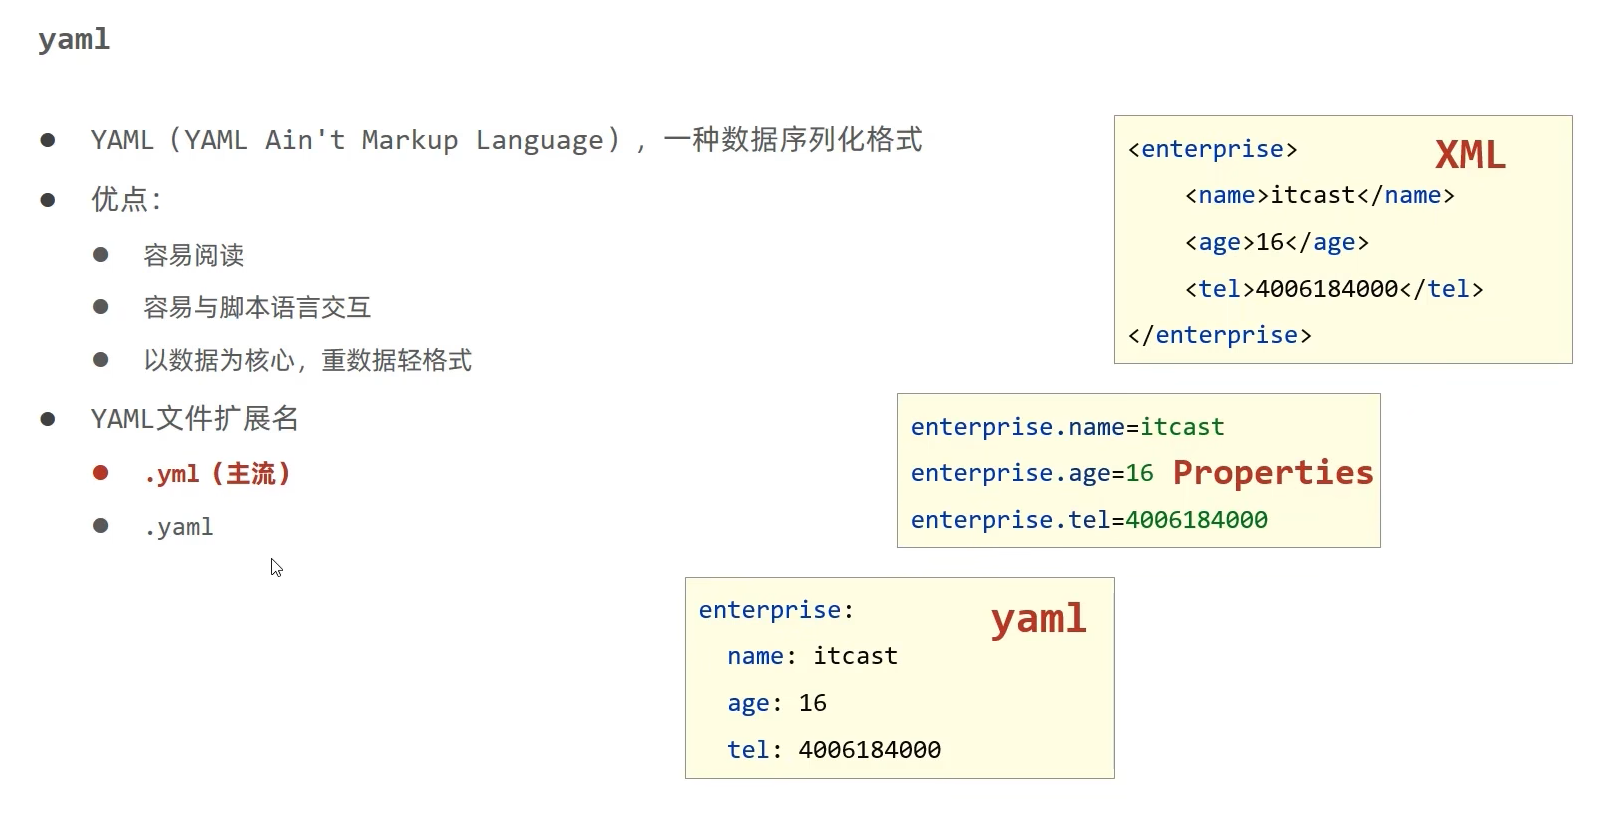 yaml
YAML（YAML Ain't Markup Language），一种数据序列化格式
优点：
容易阅读
容易与脚本语言交互
以数据为核心，重数据轻格式
YAML文件扩展名
.yml（主流）
.yaml
<enterprise>
<name>itcast</name>
<age>16</age>
<tel>4006184000</tel>
</enterprise>
XML
enterprise.name=itcast
enterprise.age=16
enterprise.tel=4006184000
Properties
enterprise:
name: itcast
age: 16
tel: 4006184000
yaml